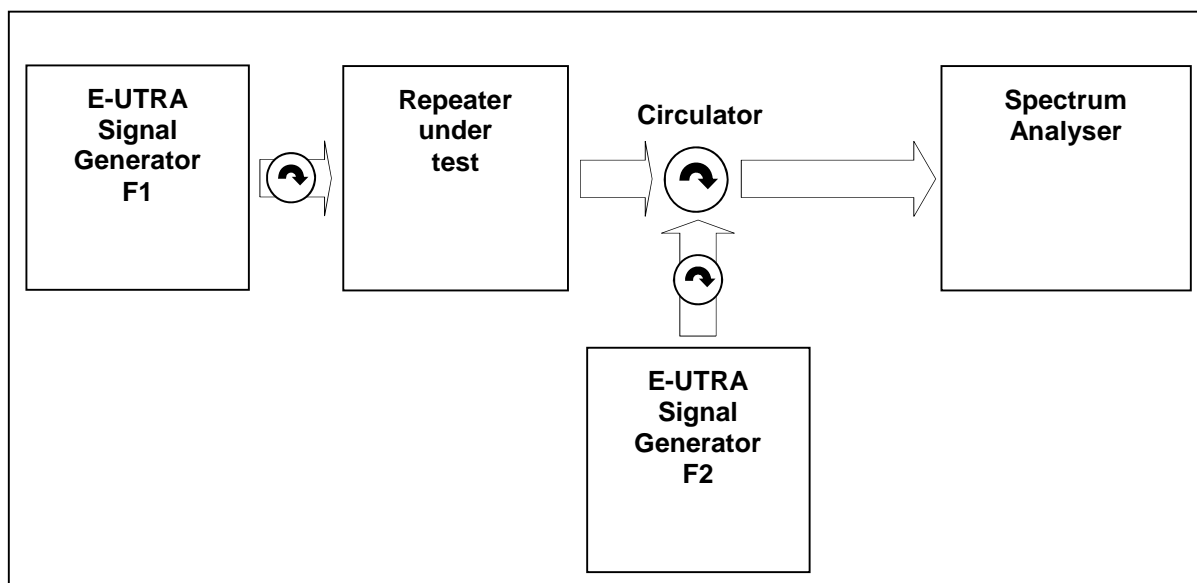 E-UTRA
Signal
Generator
F1
Repeater
under
test
Circulator
Spectrum
Analyser
E-UTRA
Signal
Generator
F2